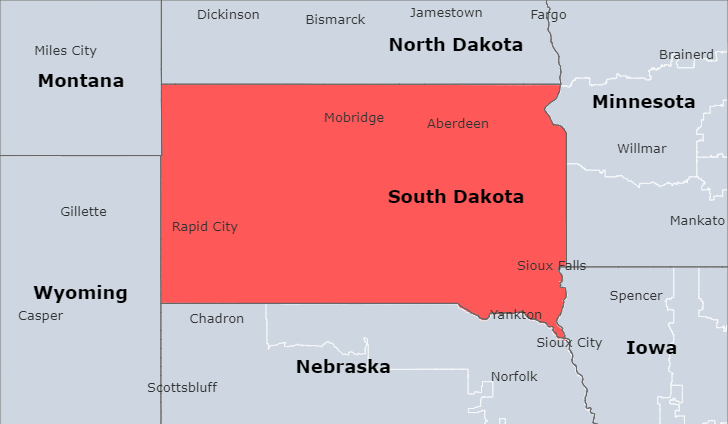 Dickinson
Bismarck
Jamestown
Fargo
North Dakota
Miles City
Brainerd
Montana
Minnesota
Mobridge
Aberdeen
Willmar
South Dakota
Gillette
Rapid City
Mankato
Sioux Falls
Wyoming
Spencer
Casper
Chadron
Yankton
Sioux City
Iowa
Nebraska
Norfolk
Scottsbluff